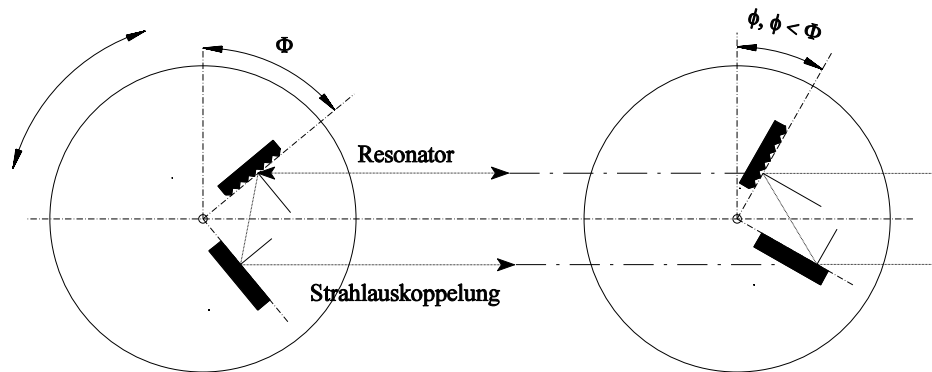 Φ
ϕ, ϕ < Φ
Resonator
Strahlauskoppelung